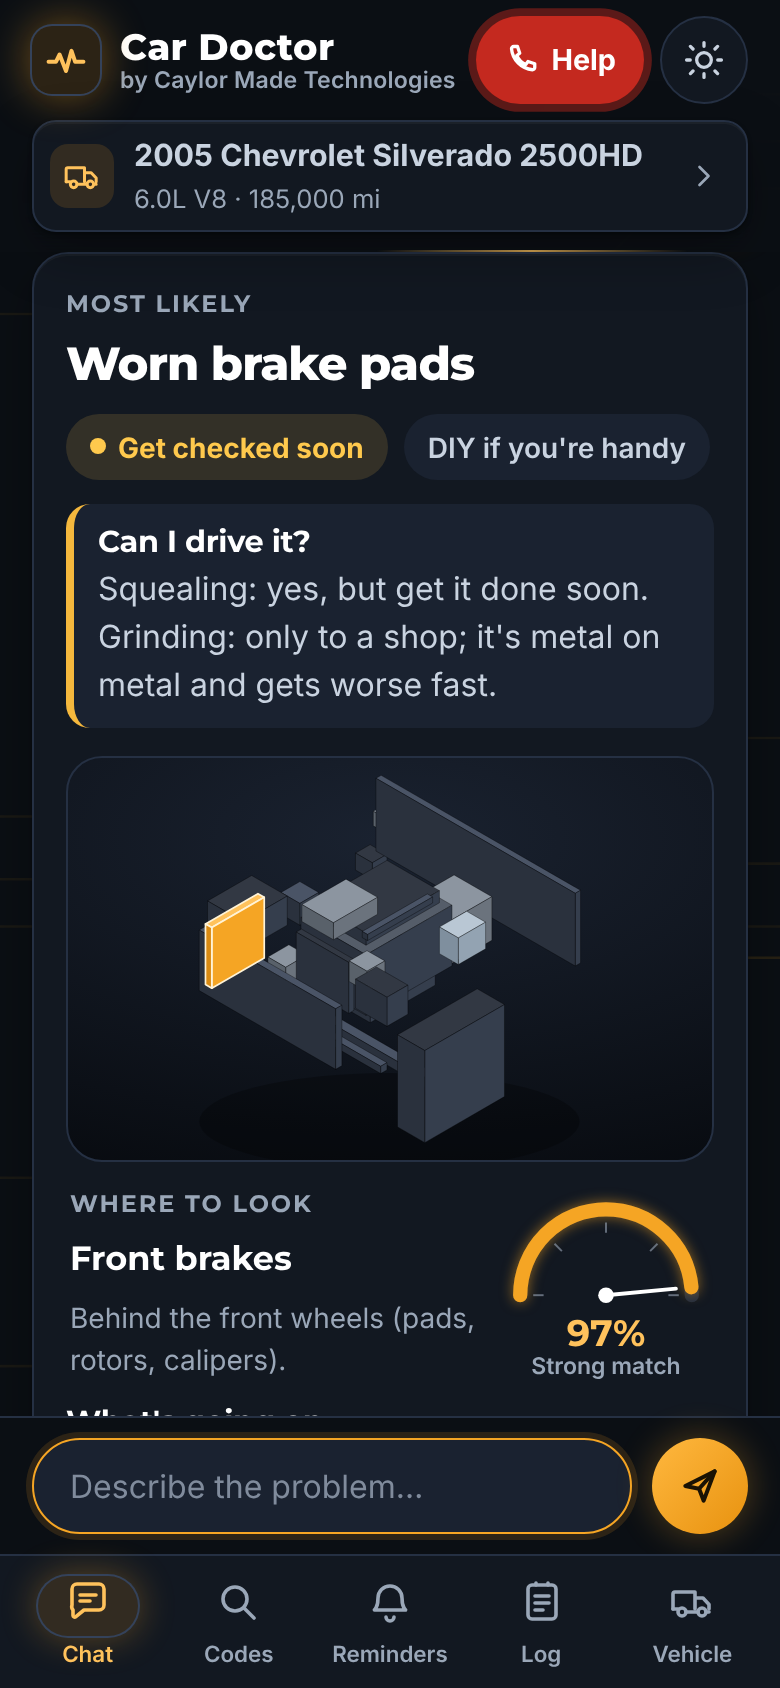 Car Doctor
by Caylor Made Technologies
Help
2005 Chevrolet Silverado 2500HD
6.0L V8 · 185,000 mi
MOST LIKELY
Worn brake pads
Get checked soon
DIY if you're handy
Can I drive it?
Squealing: yes, but get it done soon.
Grinding: only to a shop; it's metal on
metal and gets worse fast.
WHERE TO LOOK
Front brakes
Behind the front wheels (pads,
rotors, calipers).
97%
Strong match
What's going on
Describe the problem...
Chat
Codes
Reminders
Log
Vehicle